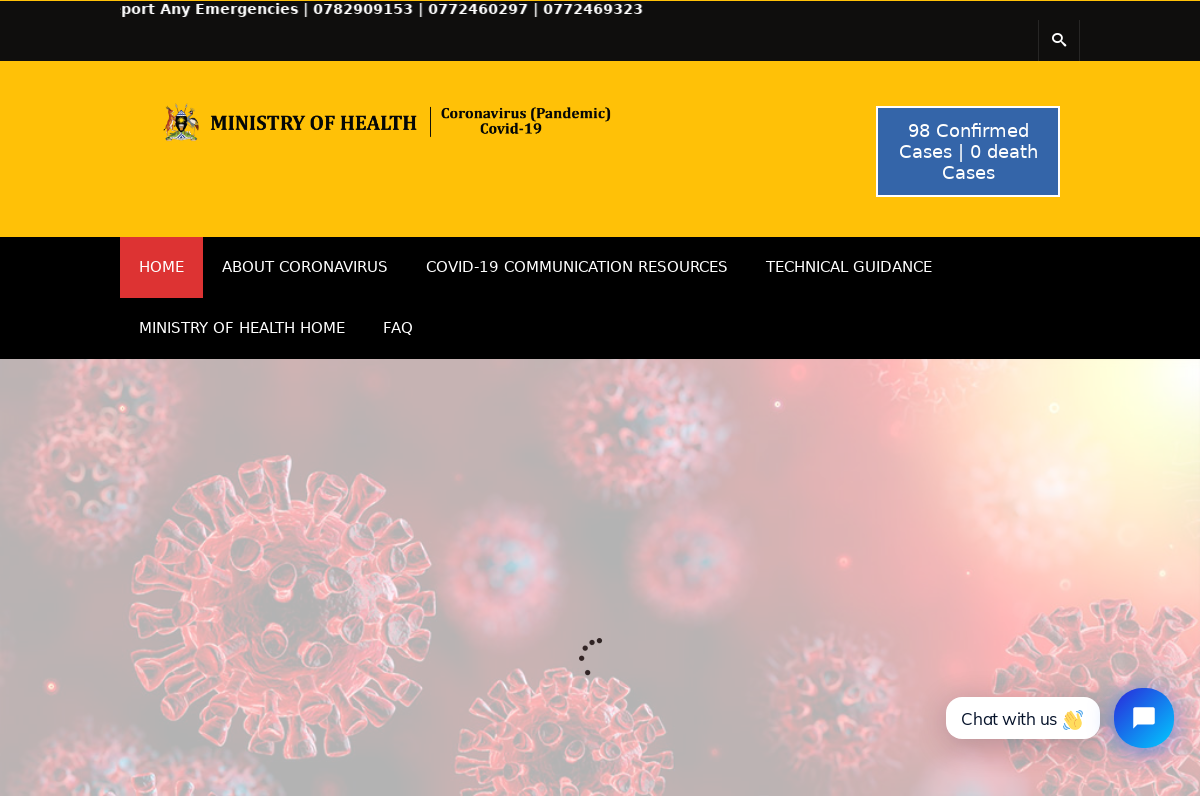 port Any Emergencies | 0782909153 | 0772460297 | 0772469323
MINISTRY OF HEALTH
Coronavirus (Pandemic)
Covid-19
98 Confirmed
Cases | 0 death
Cases
HOME ABOUT CORONAVIRUS COVID-19 COMMUNICATION RESOURCES TECHNICAL GUIDANCE
MINISTRY OF HEALTH HOME FAQ
Chat with us 👋